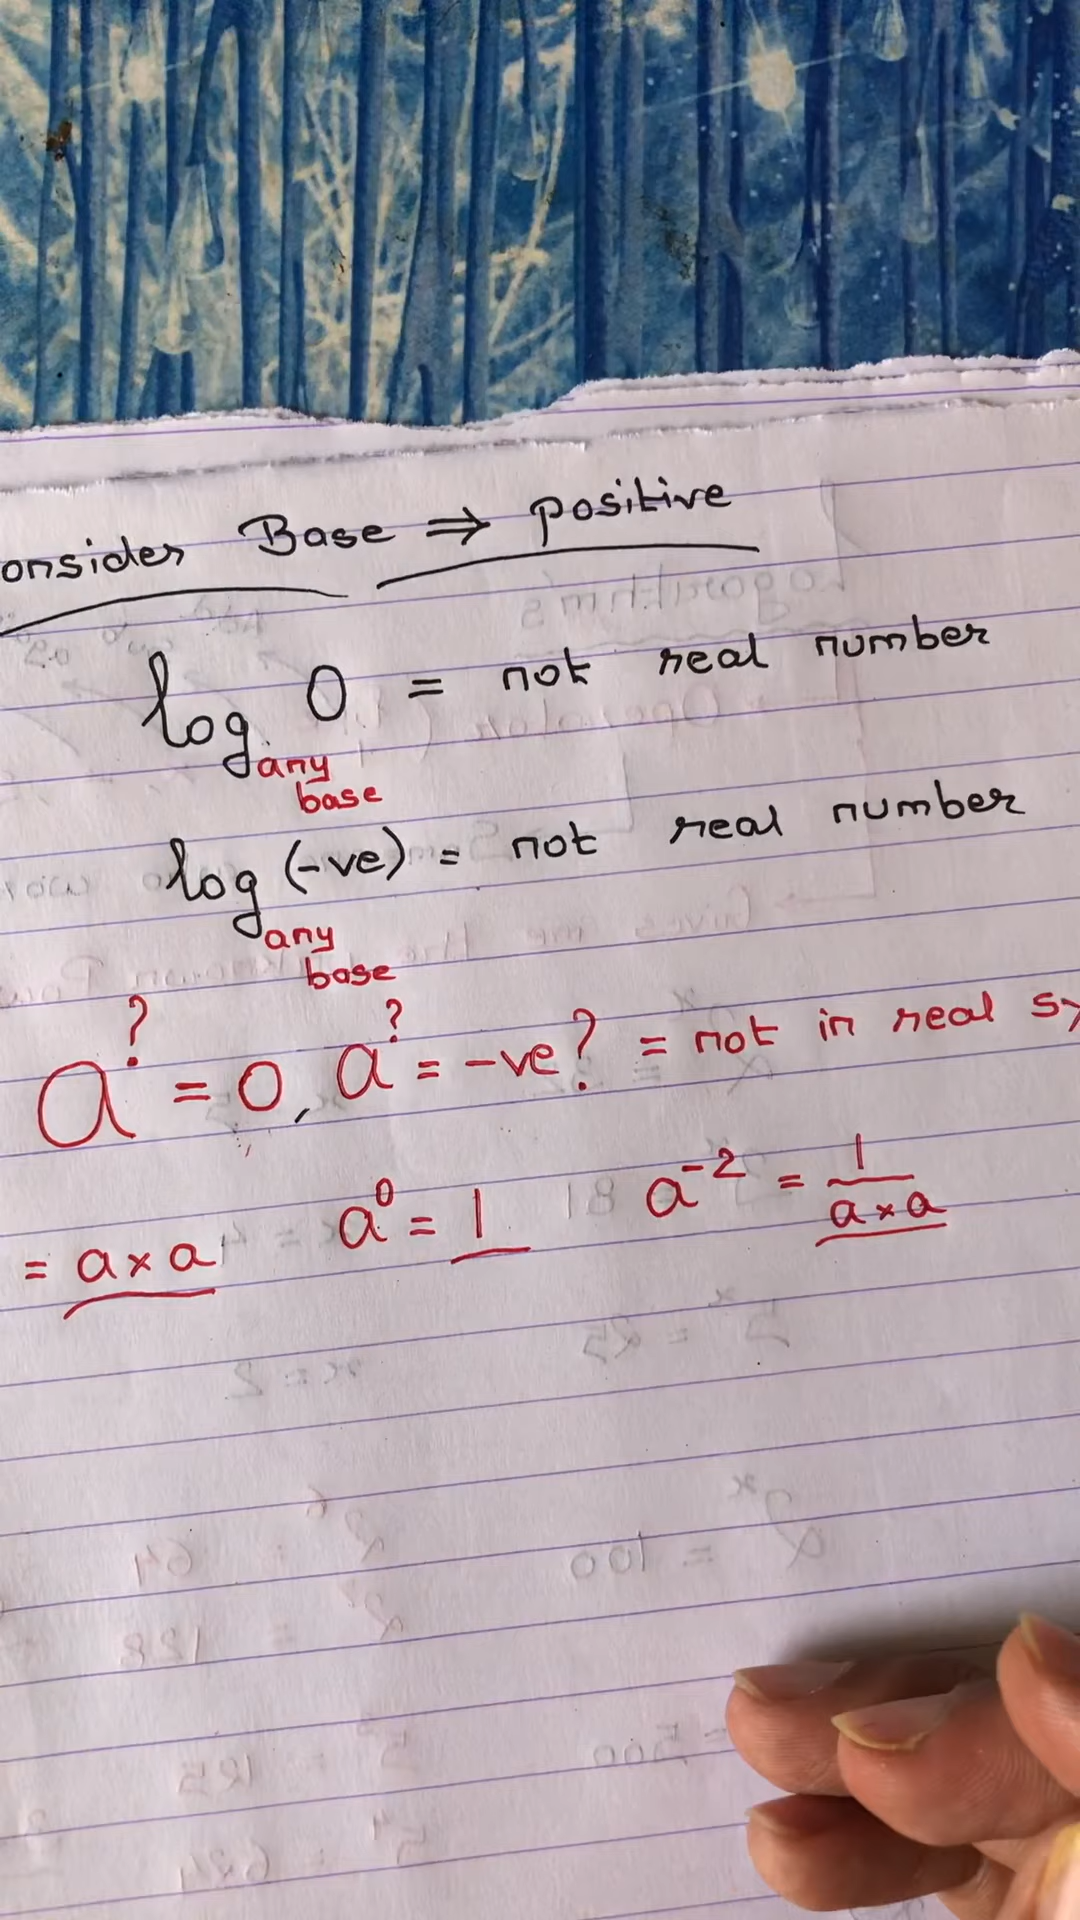 onsider Base ⇒ positive
log 0 = not real number
any
base
log (-ve) = not real number
any
base
a^? = 0, a^? = -ve? = not in real sy
= a×a a^0 = 1 a^-2 = 1/(a×a)